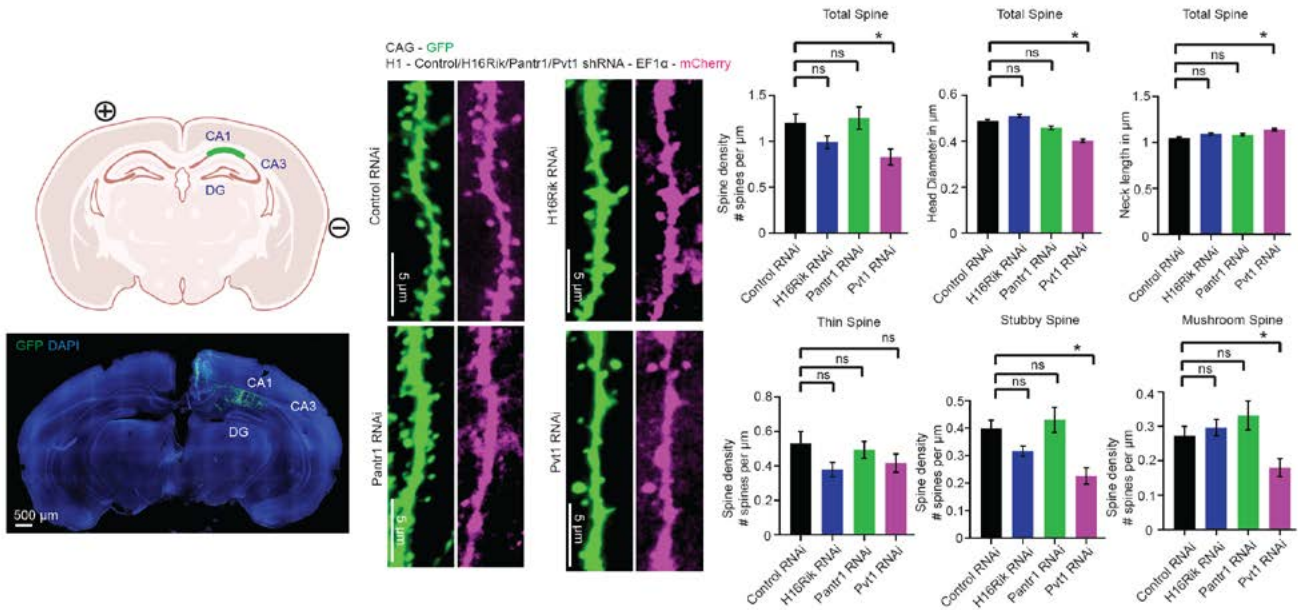 CAG - GFP
H1 - Control/H16Rik/Pantr1/Pvt1 shRNA - EF1α - mCherry
+
CA1
CA3
DG
−
GFP DAPI
CA1
CA3
DG
500 µm
Control RNAi
5 µm
H16Rik RNAi
5 µm
Pantr1 RNAi
5 µm
Pvt1 RNAi
5 µm
Total Spine
*
ns
ns
Spine density
# spines per µm
1.5
1
0.5
0
Control RNAi
H16Rik RNAi
Pantr1 RNAi
Pvt1 RNAi
Total Spine
*
ns
ns
Head Diameter in µm
0.6
0.4
0.2
0
Control RNAi
H16Rik RNAi
Pantr1 RNAi
Pvt1 RNAi
Total Spine
*
ns
ns
Neck length in µm
1.5
1
0.5
0
Control RNAi
H16Rik RNAi
Pantr1 RNAi
Pvt1 RNAi
Thin Spine
ns
ns
ns
Spine density
# spines per µm
0.8
0.6
0.4
0.2
0
Control RNAi
H16Rik RNAi
Pantr1 RNAi
Pvt1 RNAi
Stubby Spine
*
ns
ns
Spine density
# spines per µm
0.5
0.4
0.3
0.2
0.1
0
Control RNAi
H16Rik RNAi
Pantr1 RNAi
Pvt1 RNAi
Mushroom Spine
*
ns
ns
Spine density
# spines per µm
0.4
0.3
0.2
0.1
0
Control RNAi
H16Rik RNAi
Pantr1 RNAi
Pvt1 RNAi